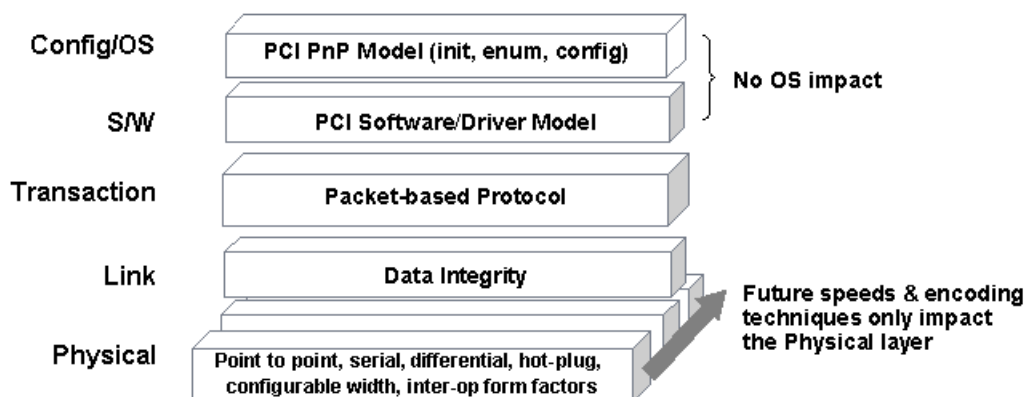 Config/OS
PCI PnP Model (init, enum, config)
No OS impact
S/W
PCI Software/Driver Model
Transaction
Packet-based Protocol
Link
Data Integrity
Future speeds & encoding
techniques only impact
the Physical layer
Physical
Point to point, serial, differential, hot-plug,
configurable width, inter-op form factors